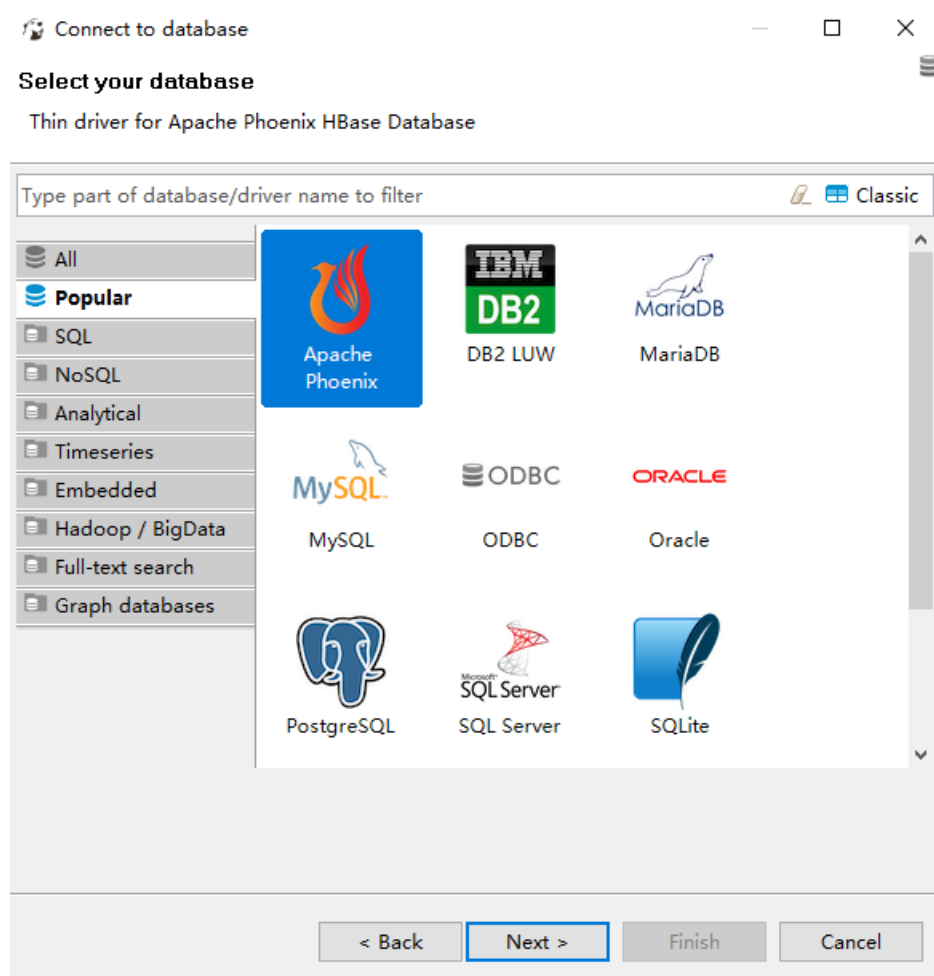 Connect to database
Select your database
Thin driver for Apache Phoenix HBase Database
Type part of database/driver name to filter
Classic
All
Popular
SQL
NoSQL
Analytical
Timeseries
Embedded
Hadoop / BigData
Full-text search
Graph databases
Apache
Phoenix
IBM
DB2
DB2 LUW
MariaDB
MariaDB
MySQL
MySQL
ODBC
ODBC
ORACLE
Oracle
PostgreSQL
Microsoft
SQL Server
SQL Server
SQLite
< Back
Next >
Finish
Cancel